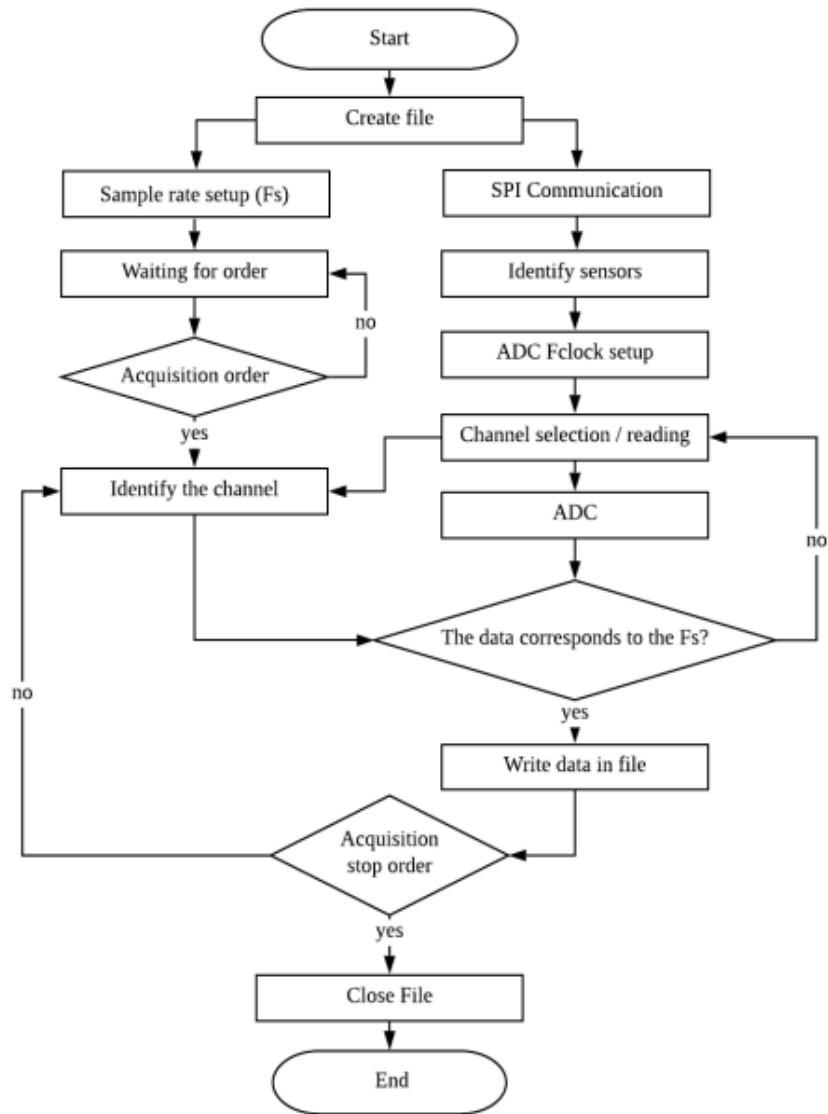 Start
Create file
Sample rate setup (Fs)
SPI Communication
Waiting for order
Identify sensors
no
ADC Fclock setup
Acquisition order
yes
Channel selection / reading
Identify the channel
ADC
no
The data corresponds to the Fs?
no
yes
Write data in file
Acquisition
stop order
yes
Close File
End